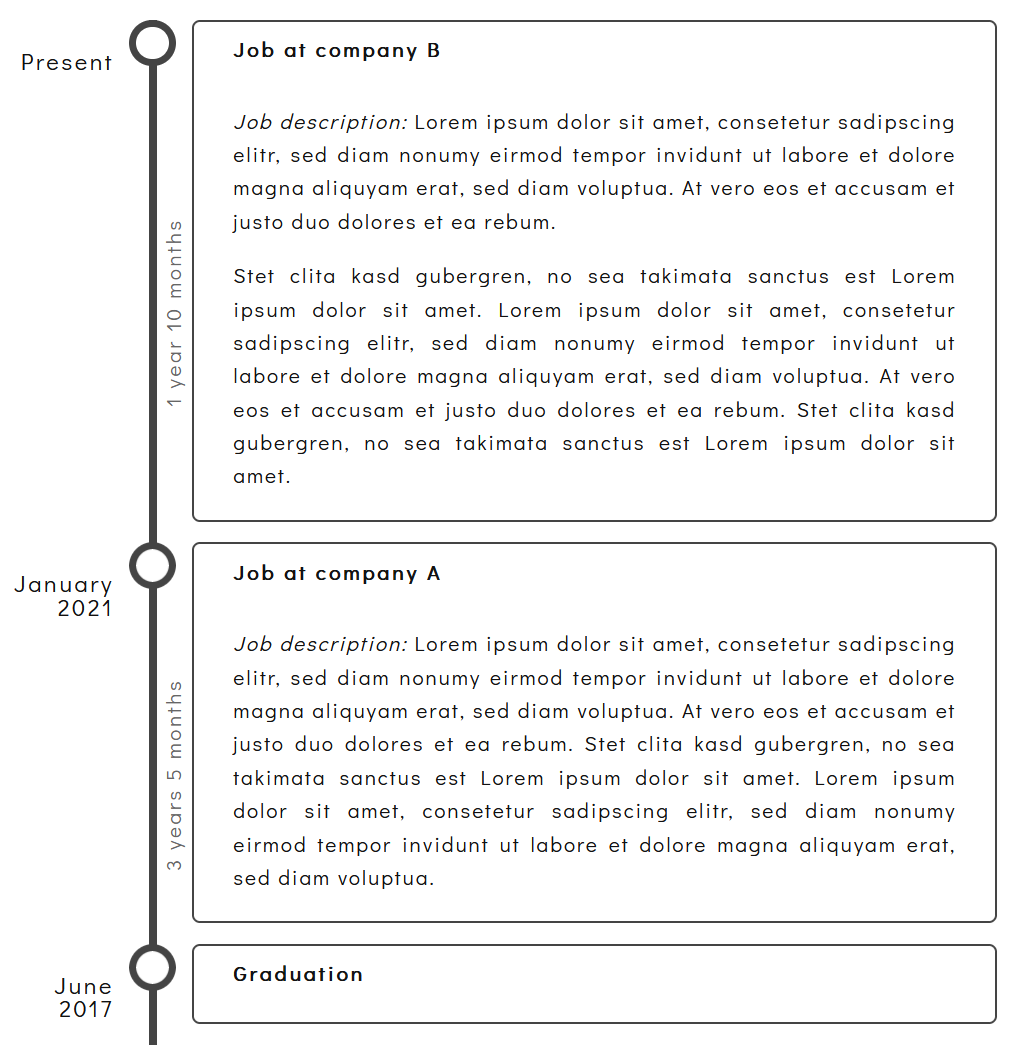 Present
Job at company B
Job description: Lorem ipsum dolor sit amet, consetetur sadipscing
elitr, sed diam nonumy eirmod tempor invidunt ut labore et dolore
magna aliquyam erat, sed diam voluptua. At vero eos et accusam et
justo duo dolores et ea rebum.
Stet clita kasd gubergren, no sea takimata sanctus est Lorem
ipsum dolor sit amet. Lorem ipsum dolor sit amet, consetetur
sadipscing elitr, sed diam nonumy eirmod tempor invidunt ut
labore et dolore magna aliquyam erat, sed diam voluptua. At vero
eos et accusam et justo duo dolores et ea rebum. Stet clita kasd
gubergren, no sea takimata sanctus est Lorem ipsum dolor sit
amet.
1 year 10 months
January
2021
Job at company A
Job description: Lorem ipsum dolor sit amet, consetetur sadipscing
elitr, sed diam nonumy eirmod tempor invidunt ut labore et dolore
magna aliquyam erat, sed diam voluptua. At vero eos et accusam et
justo duo dolores et ea rebum. Stet clita kasd gubergren, no sea
takimata sanctus est Lorem ipsum dolor sit amet. Lorem ipsum
dolor sit amet, consetetur sadipscing elitr, sed diam nonumy
eirmod tempor invidunt ut labore et dolore magna aliquyam erat,
sed diam voluptua.
3 years 5 months
June
2017
Graduation